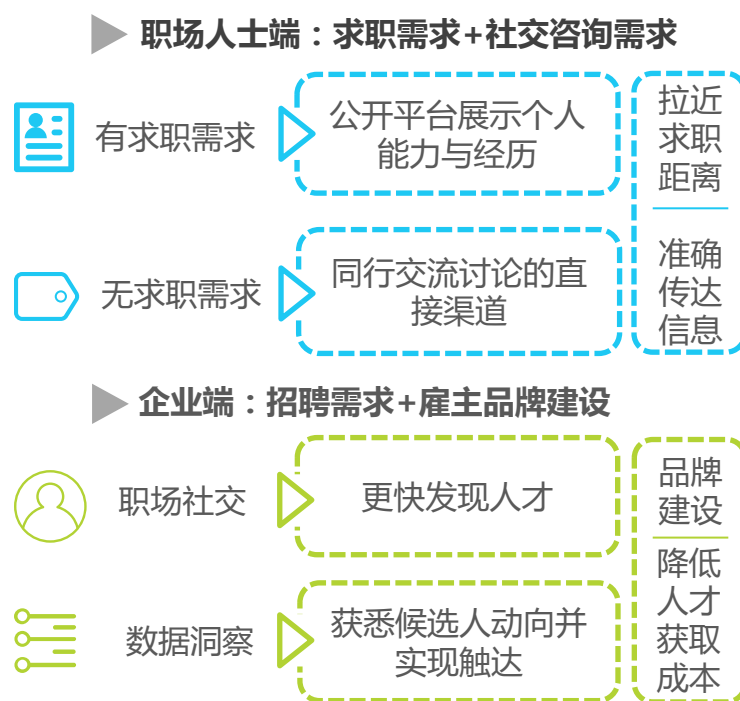 职场人士端：求职需求+社交咨询需求
有求职需求
公开平台展示个人
能力与经历
无求职需求
同行交流讨论的直
接渠道
拉近
求职
距离
准确
传达
信息
企业端：招聘需求+雇主品牌建设
职场社交
更快发现人才
数据洞察
获悉候选人动向并
实现触达
品牌
建设
降低
人才
获取
成本